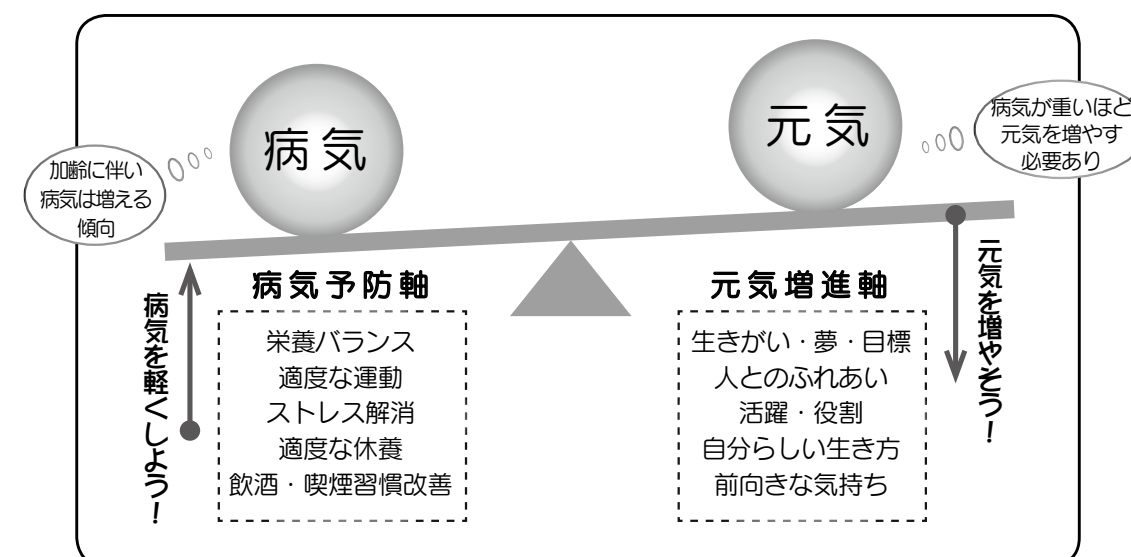 病気
元気
加齢に伴い
病気は増える
傾向
病気が重いほど
元気を増やす
必要あり
病気を軽くしよう！
病気予防軸
栄養バランス
適度な運動
ストレス解消
適度な休養
飲酒・喫煙習慣改善
元気増進軸
生きがい・夢・目標
人とのふれあい
活躍・役割
自分らしい生き方
前向きな気持ち
元気を増やそう！